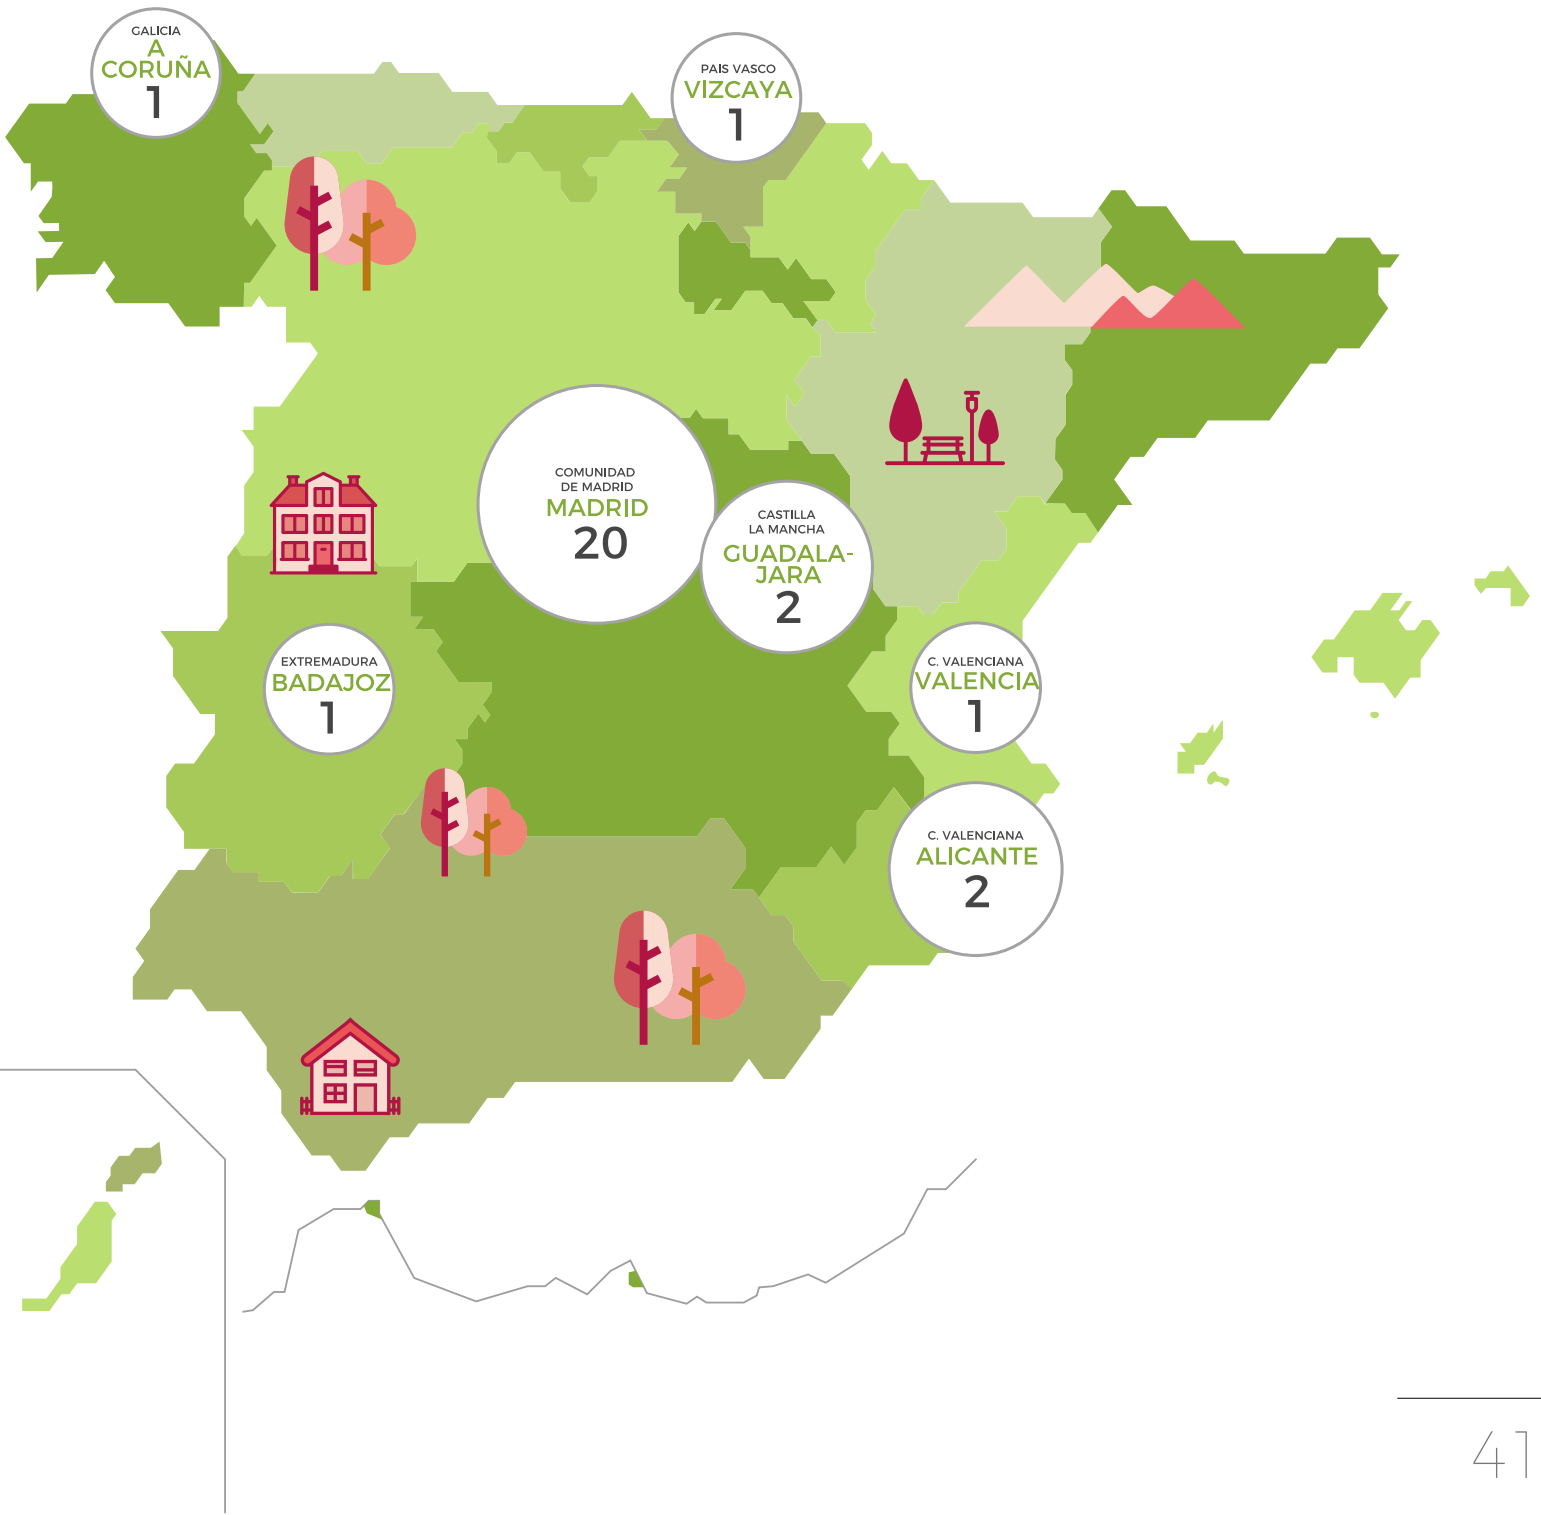 GALICIA
A
CORUÑA
1
PAIS VASCO
VÍZCAYA
1
COMUNIDAD
DE MADRID
MADRID
20
CASTILLA
LA MANCHA
GUADALA-
JARA
2
EXTREMADURA
BADAJOZ
1
C. VALENCIANA
VALENCIA
1
C. VALENCIANA
ALICANTE
2
41